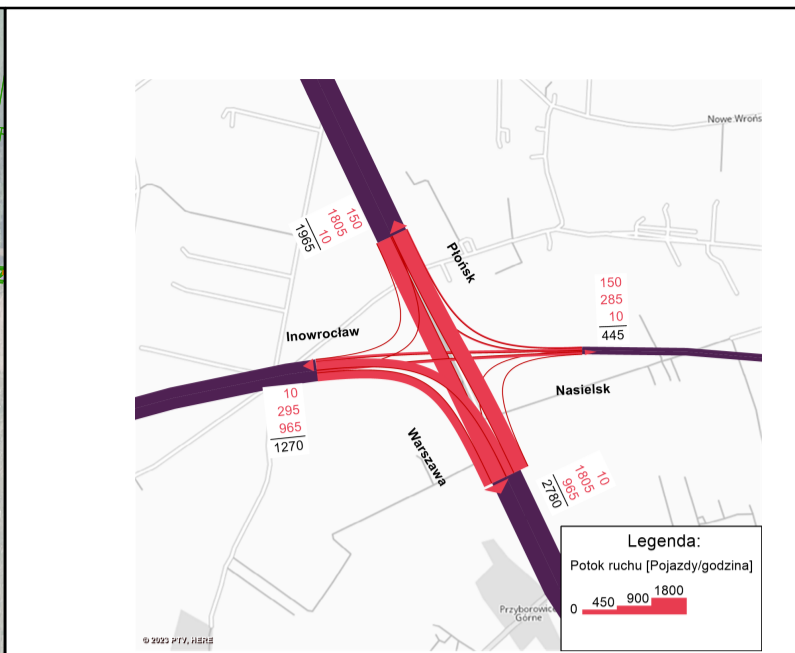 Nowe Wrońs
150
1805
10
1965
Płońsk
150
285
10
445
Inowrocław
Nasielsk
10
295
965
1270
Warszawa
10
1805
965
2780
Legenda:
Potok ruchu [Pojazdy/godzina]
0 450 900 1800
Przyborowice
Górne
© 2023 PTV, HERE